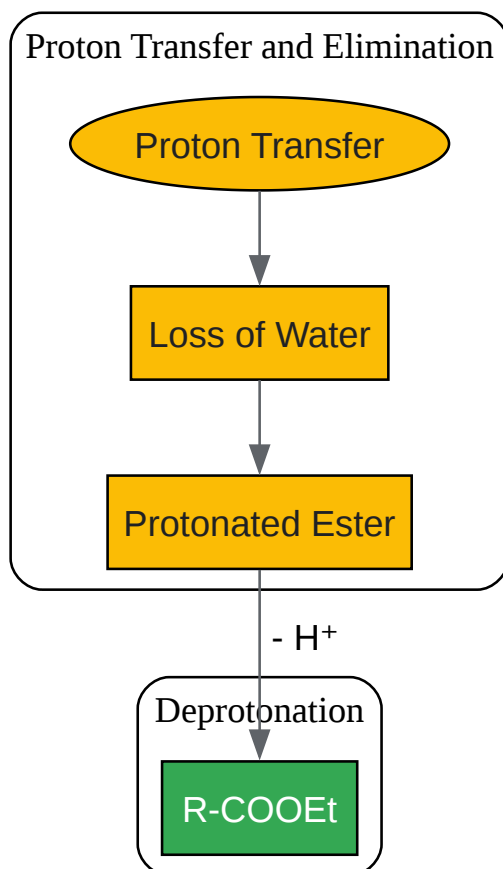 Proton Transfer and Elimination
Proton Transfer
Loss of Water
Protonated Ester
- H⁺
Deprotonation
R-COOEt